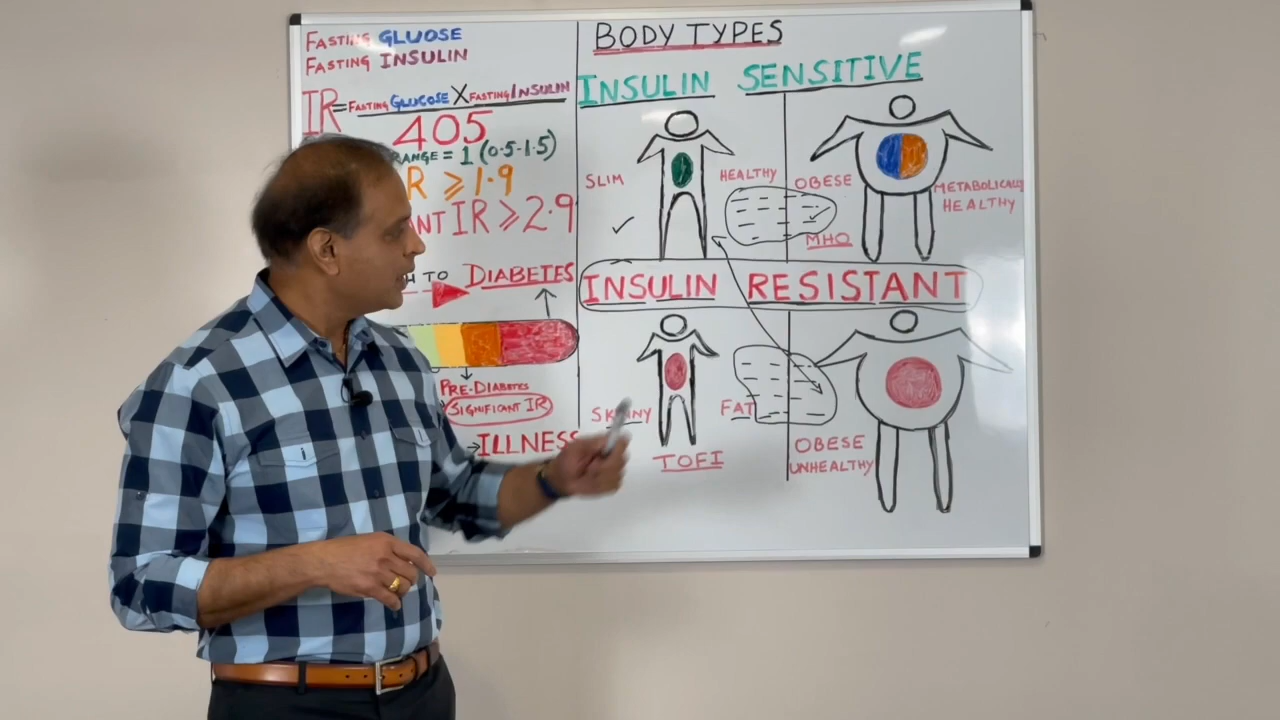 FASTING GLUOSE
FASTING INSULIN
IR = FASTING GLUCOSE X FASTING INSULIN
405
RANGE = 1 (0.5-1.5)
R ≥ 1.9
ANT IR ≥ 2.9
H TO DIABETES
PRE-DIABETES
SIGNIFICANT IR
→ILLNESS
BODY TYPES
INSULIN SENSITIVE
SLIM
HEALTHY
✓
OBESE
METABOLICALLY
HEALTHY
MHO
INSULIN RESISTANT
SKINNY
FAT
TOFI
OBESE
UNHEALTHY